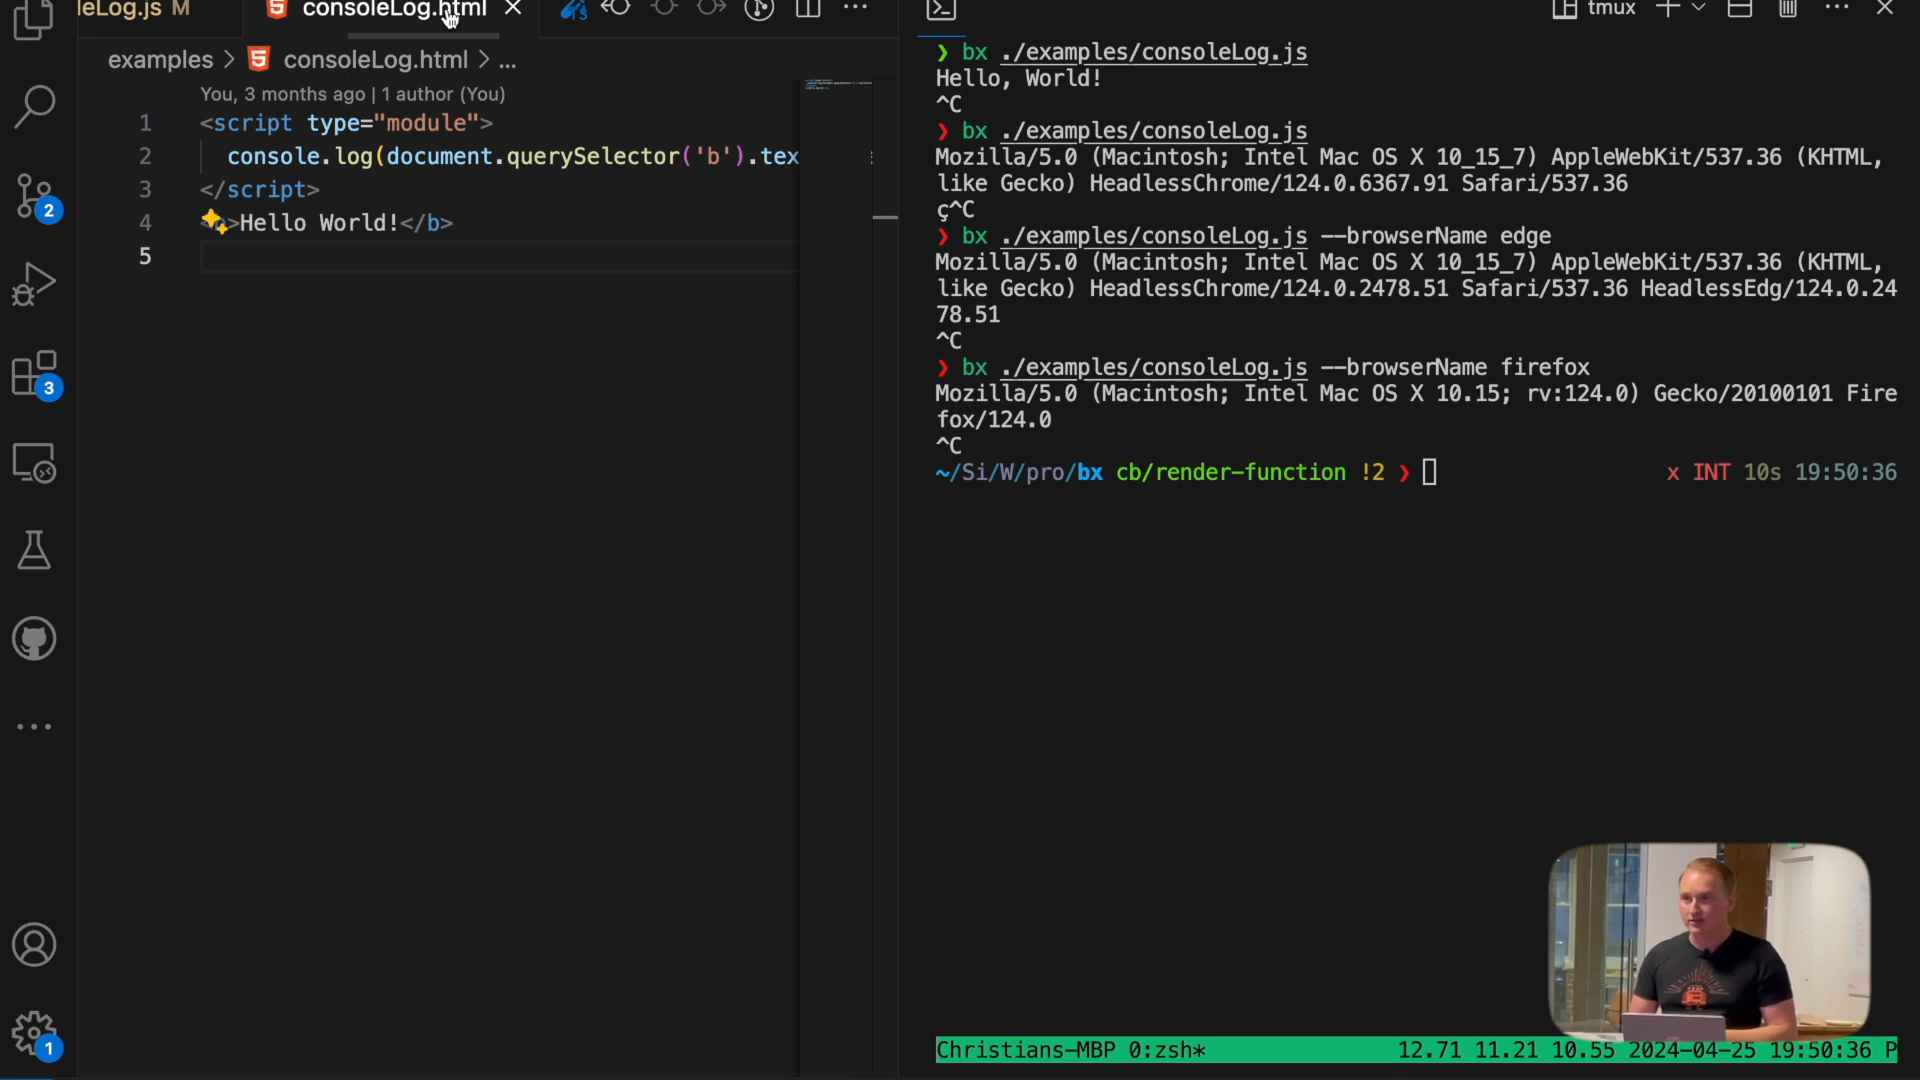 eLog.js M
consoleLog.html
tmux
examples > consoleLog.html > ...
You, 3 months ago | 1 author (You)
1 <script type="module">
2 console.log(document.querySelector('b').tex
3 </script>
4 >Hello World!</b>
5
2
3
1
❯ bx ./examples/consoleLog.js
Hello, World!
^C
❯ bx ./examples/consoleLog.js
Mozilla/5.0 (Macintosh; Intel Mac OS X 10_15_7) AppleWebKit/537.36 (KHTML,
like Gecko) HeadlessChrome/124.0.6367.91 Safari/537.36
ç^C
❯ bx ./examples/consoleLog.js --browserName edge
Mozilla/5.0 (Macintosh; Intel Mac OS X 10_15_7) AppleWebKit/537.36 (KHTML,
like Gecko) HeadlessChrome/124.0.2478.51 Safari/537.36 HeadlessEdg/124.0.24
78.51
^C
❯ bx ./examples/consoleLog.js --browserName firefox
Mozilla/5.0 (Macintosh; Intel Mac OS X 10.15; rv:124.0) Gecko/20100101 Fire
fox/124.0
^C
~/Si/W/pro/bx cb/render-function !2 ❯ x INT 10s 19:50:36
Christians-MBP 0:zsh* 12.71 11.21 10.55 2024-04-25 19:50:36 P